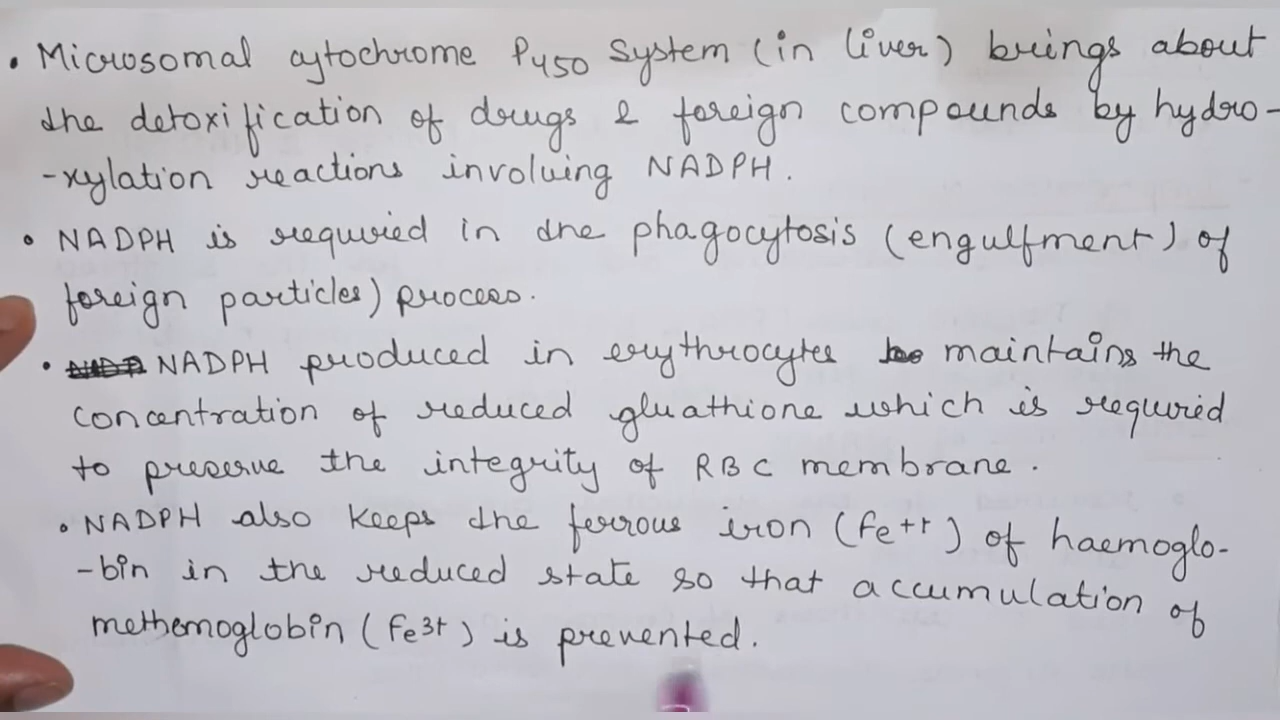 • Microsomal cytochrome P450 system (in liver) brings about
the detoxification of drugs & foreign compounds by hydro-
-xylation reactions involving NADPH.
• NADPH is required in the phagocytosis (engulfment) of
foreign particles) process.
• NADPH produced in erythrocytes maintains the
concentration of reduced gluathione which is required
to preserve the integrity of RBC membrane.
• NADPH also keeps the ferrous iron (Fe++) of haemoglo-
-bin in the reduced state so that accumulation of
methemoglobin (Fe3+) is prevented.